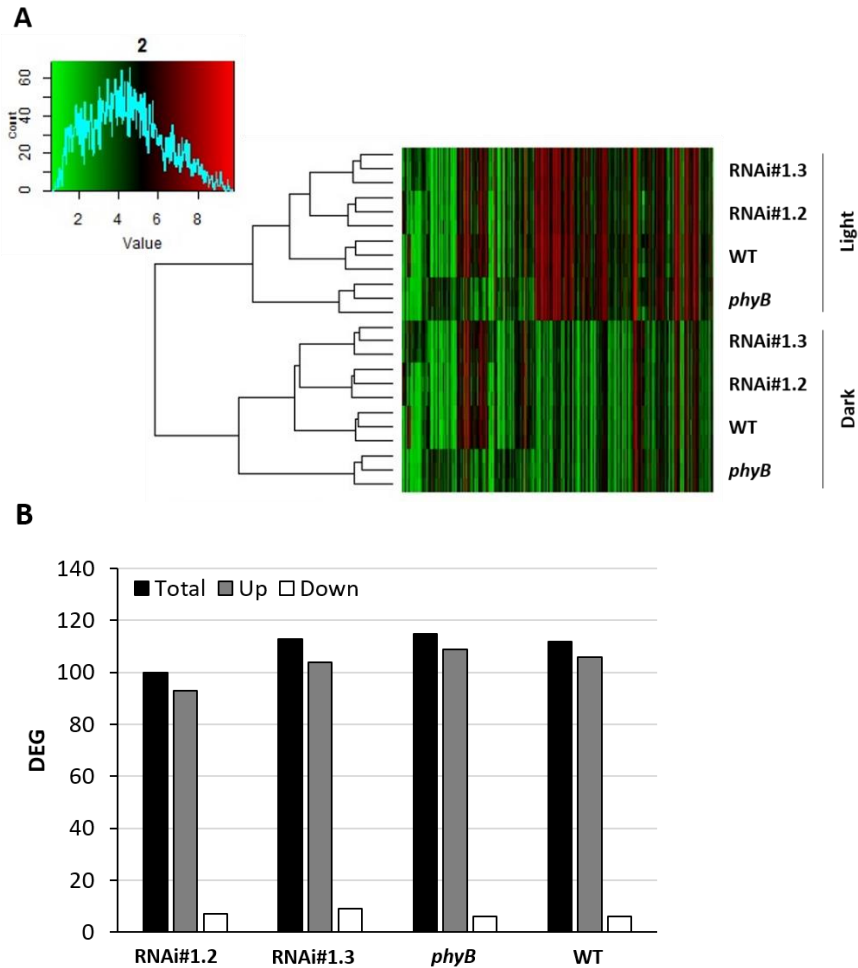 A
2
Count
0 20 40 60
2 4 6 8
Value
RNAi#1.3
RNAi#1.2
WT
phyB
Light
RNAi#1.3
RNAi#1.2
WT
phyB
Dark
B
DEG
140
120
100
80
60
40
20
0
Total Up Down
RNAi#1.2 RNAi#1.3 phyB WT